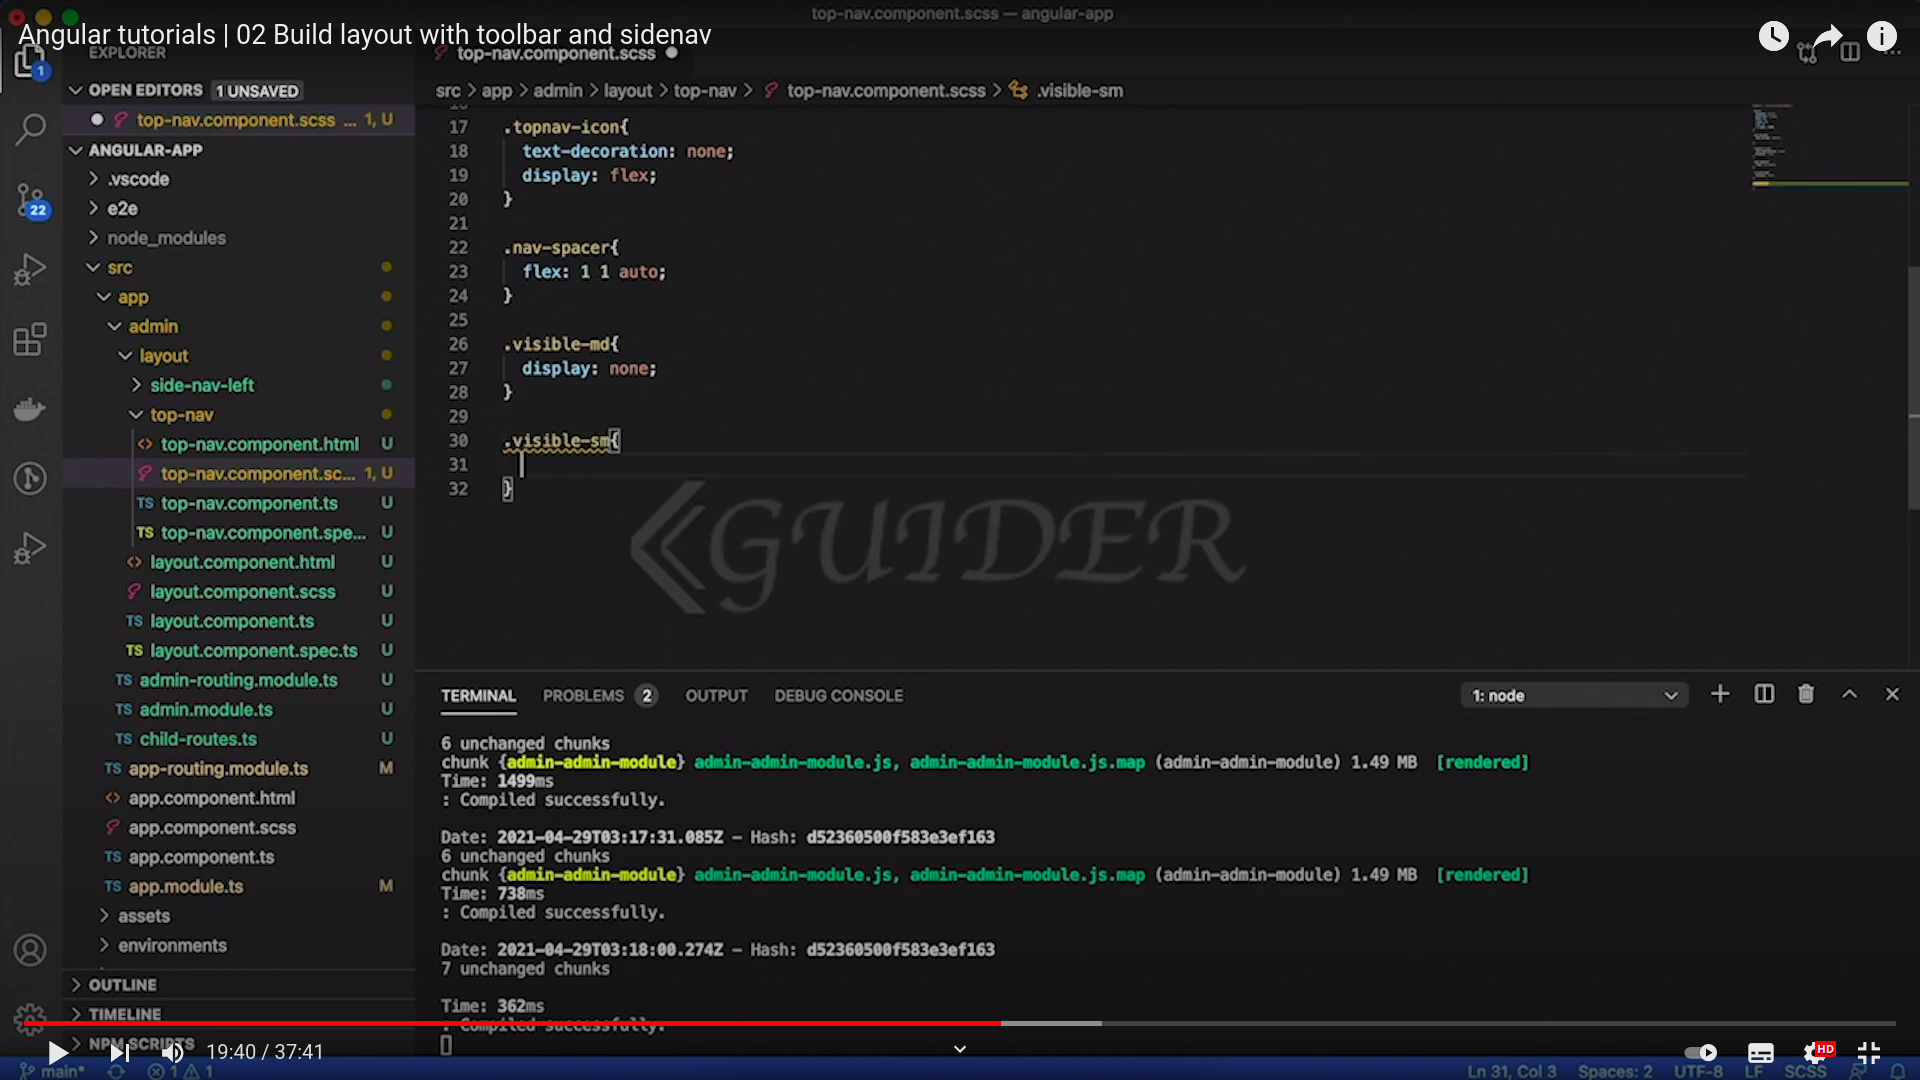 top-nav.component.scss — angular-app
Angular tutorials | 02 Build layout with toolbar and sidenav
EXPLORER
top-nav.component.scss
1
OPEN EDITORS 1 UNSAVED
src > app > admin > layout > top-nav > top-nav.component.scss > .visible-sm
top-nav.component.scss ... 1, U
ANGULAR-APP
.vscode
e2e
22
node_modules
src
app
admin
layout
side-nav-left
top-nav
top-nav.component.html U
top-nav.component.sc... 1, U
TS top-nav.component.ts U
TS top-nav.component.spe... U
layout.component.html U
layout.component.scss U
TS layout.component.ts U
TS layout.component.spec.ts U
TS admin-routing.module.ts U
TS admin.module.ts U
TS child-routes.ts U
TS app-routing.module.ts M
app.component.html
app.component.scss
TS app.component.ts
TS app.module.ts M
assets
environments
OUTLINE
TIMELINE
NPM SCRIPTS
17 .topnav-icon{
18 text-decoration: none;
19 display: flex;
20 }
21
22 .nav-spacer{
23 flex: 1 1 auto;
24 }
25
26 .visible-md{
27 display: none;
28 }
29
30 .visible-sm{
31
32 }
GUIDER
TERMINAL PROBLEMS 2 OUTPUT DEBUG CONSOLE 1: node
6 unchanged chunks
chunk {admin-admin-module} admin-admin-module.js, admin-admin-module.js.map (admin-admin-module) 1.49 MB [rendered]
Time: 1499ms
: Compiled successfully.
Date: 2021-04-29T03:17:31.085Z - Hash: d52360500f583e3ef163
6 unchanged chunks
chunk {admin-admin-module} admin-admin-module.js, admin-admin-module.js.map (admin-admin-module) 1.49 MB [rendered]
Time: 738ms
: Compiled successfully.
Date: 2021-04-29T03:18:00.274Z - Hash: d52360500f583e3ef163
7 unchanged chunks
Time: 362ms
: Compiled successfully.
19:40 / 37:41
HD
main* 1 1 Ln 31, Col 3 Spaces: 2 UTF-8 LF SCSS